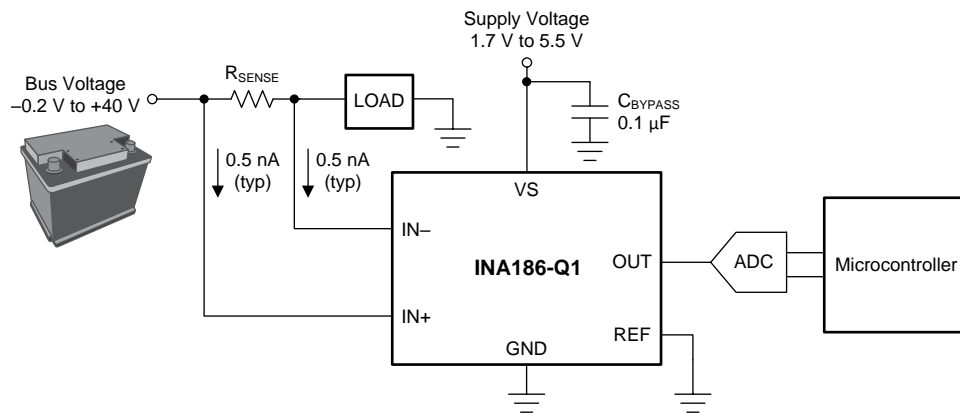 Supply Voltage
1.7 V to 5.5 V
Bus Voltage
–0.2 V to +40 V
RSENSE
LOAD
CBYPASS
0.1 µF
0.5 nA
(typ)
0.5 nA
(typ)
VS
IN–
INA186-Q1
OUT
ADC
Microcontroller
IN+
REF
GND